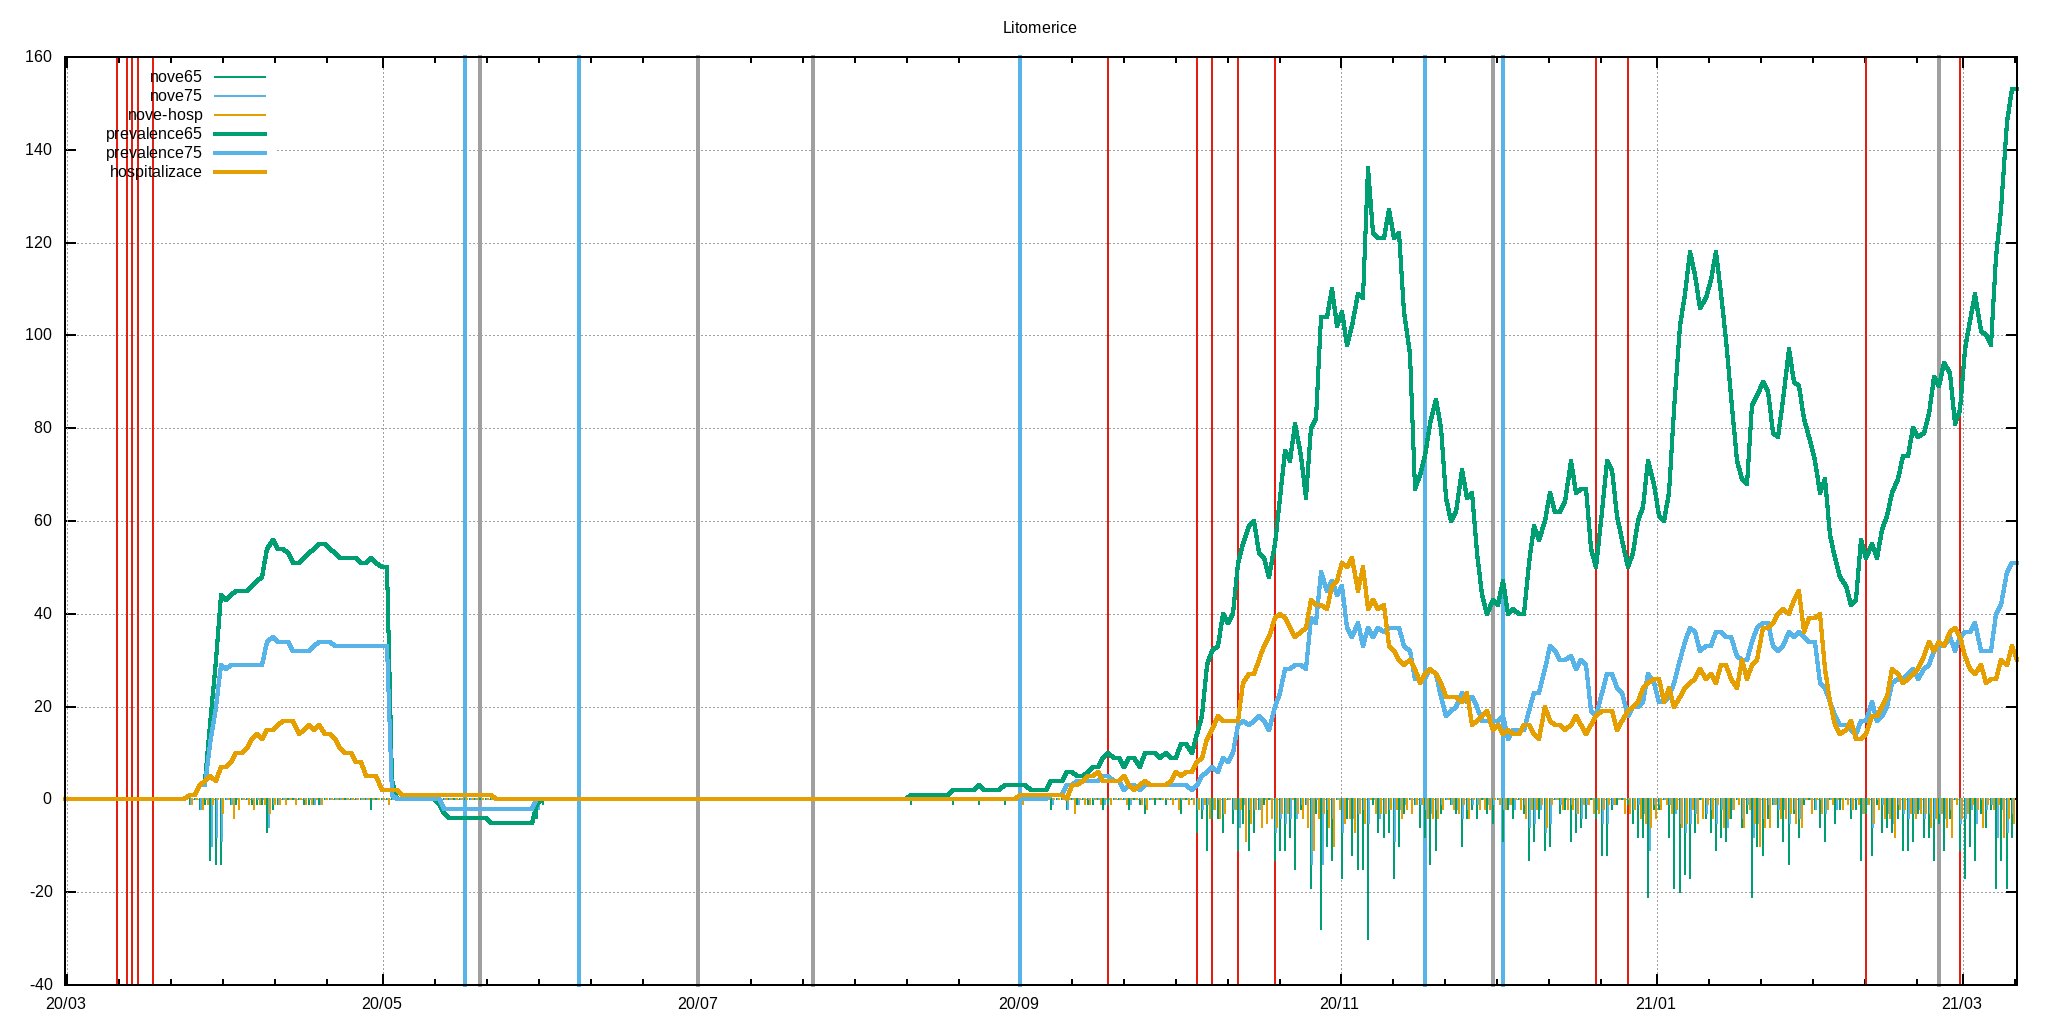 Litomerice
160
140
120
100
80
60
40
20
0
-20
-40
nove65
nove75
nove-hosp
prevalence65
prevalence75
hospitalizace
20/03 20/05 20/07 20/09 20/11 21/01 21/03